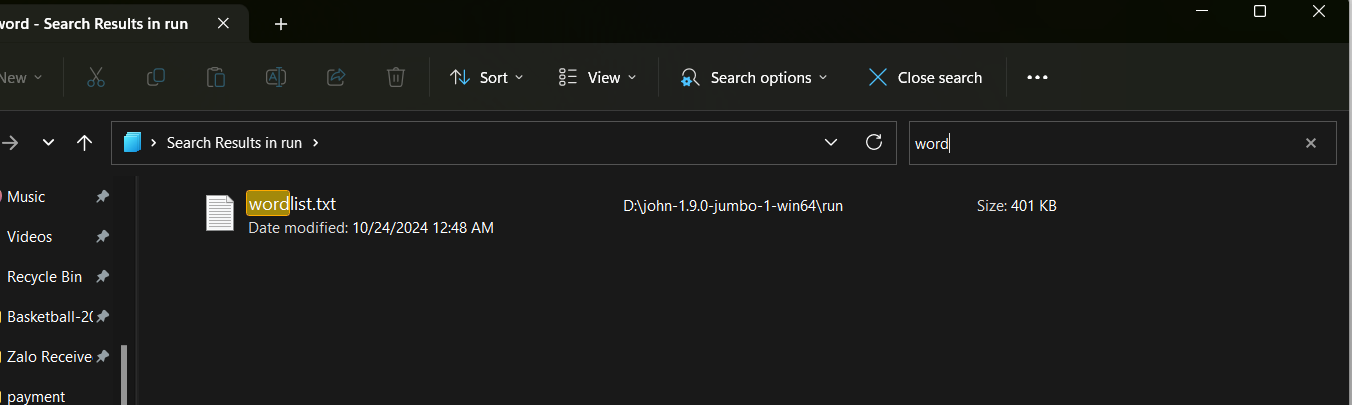 word - Search Results in run
New
Sort
View
Search options
Close search
Search Results in run
word
Music
Videos
Recycle Bin
Basketball-20
Zalo Receive
payment
wordlist.txt
D:\john-1.9.0-jumbo-1-win64\run
Size: 401 KB
Date modified: 10/24/2024 12:48 AM